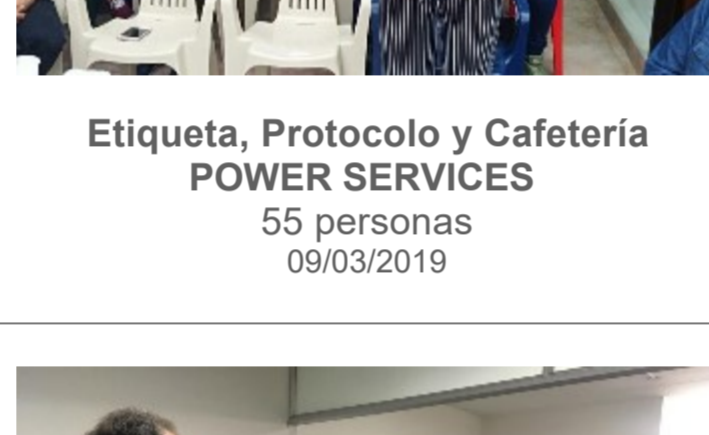 Etiqueta, Protocolo y Cafetería
POWER SERVICES
55 personas
09/03/2019